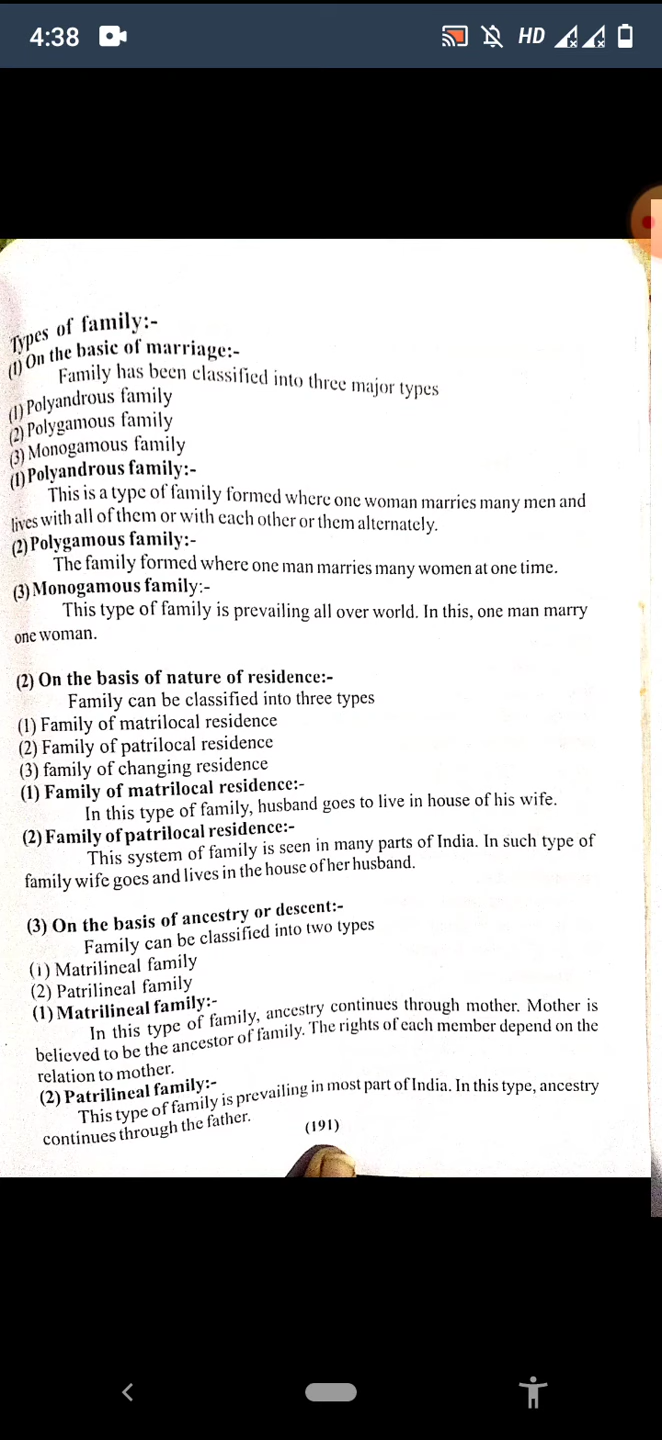 4:38
HD
Types of family:-
(1) On the basic of marriage:-
Family has been classified into three major types
(1) Polyandrous family
(2) Polygamous family
(3) Monogamous family
(1) Polyandrous family:-
This is a type of family formed where one woman marries many men and
lives with all of them or with each other or them alternately.
(2) Polygamous family:-
The family formed where one man marries many women at one time.
(3) Monogamous family:-
This type of family is prevailing all over world. In this, one man marry
one woman.
(2) On the basis of nature of residence:-
Family can be classified into three types
(1) Family of matrilocal residence
(2) Family of patrilocal residence
(3) family of changing residence
(1) Family of matrilocal residence:-
In this type of family, husband goes to live in house of his wife.
(2) Family of patrilocal residence:-
This system of family is seen in many parts of India. In such type of
family wife goes and lives in the house of her husband.
(3) On the basis of ancestry or descent:-
Family can be classified into two types
(1) Matrilineal family
(2) Patrilineal family
(1) Matrilineal family:-
In this type of family, ancestry continues through mother. Mother is
believed to be the ancestor of family. The rights of each member depend on the
relation to mother.
(2) Patrilineal family:-
This type of family is prevailing in most part of India. In this type, ancestry
continues through the father.
(191)